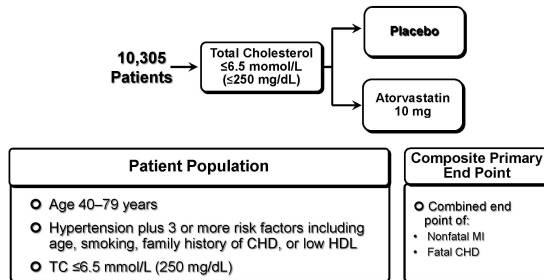 Placebo
10,305
Patients
Total Cholesterol
≤6.5 momol/L
(≤250 mg/dL)
Atorvastatin
10 mg
Patient Population
Age 40–79 years
Hypertension plus 3 or more risk factors including
age, smoking, family history of CHD, or low HDL
TC ≤6.5 mmol/L (250 mg/dL)
Composite Primary
End Point
Combined end
point of:
• Nonfatal MI
• Fatal CHD